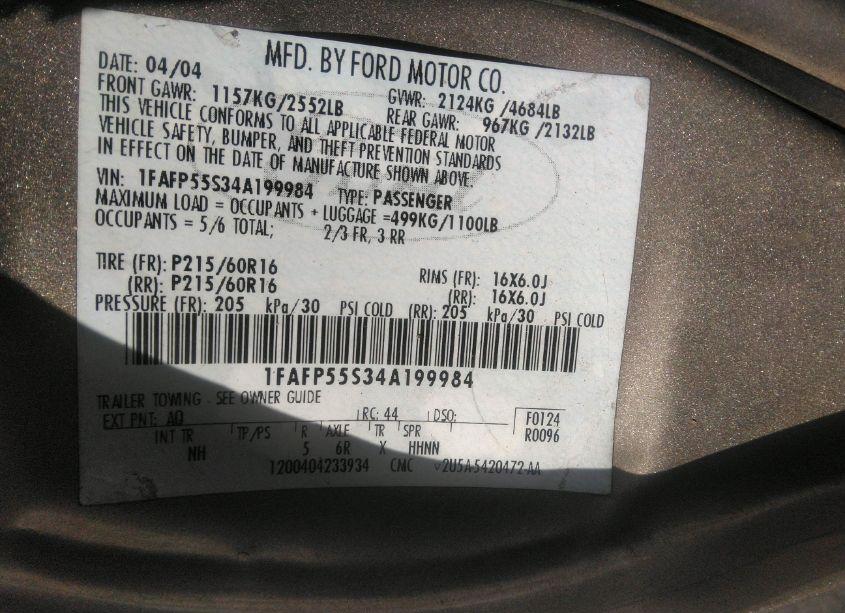 MFD. BY FORD MOTOR CO.
DATE: 04/04
FRONT GAWR: 1157KG/2552LB GVWR: 2124KG /4684LB
REAR GAWR: 967KG /2132LB
THIS VEHICLE CONFORMS TO ALL APPLICABLE FEDERAL MOTOR
VEHICLE SAFETY, BUMPER, AND THEFT PREVENTION STANDARDS
IN EFFECT ON THE DATE OF MANUFACTURE SHOWN ABOVE.
VIN: 1FAFP55S34A199984 TYPE: PASSENGER
MAXIMUM LOAD = OCCUPANTS + LUGGAGE =499KG/1100LB
OCCUPANTS = 5/6 TOTAL; 2/3 FR, 3 RR
TIRE (FR): P215/60R16 RIMS (FR): 16X6.0J
(RR): P215/60R16 (RR): 16X6.0J
PRESSURE (FR): 205 kPa/30 PSI COLD (RR): 205 kPa/30 PSI COLD
1FAFP55S34A199984
TRAILER TOWING - SEE OWNER GUIDE
EXT PNT: AQ RC: 44 DSO: F0124
INT TR TP/PS R AXLE TR SPR R0096
NH 5 6R X HHNN
1200404233934 CMC 2U5A-5420472-AA